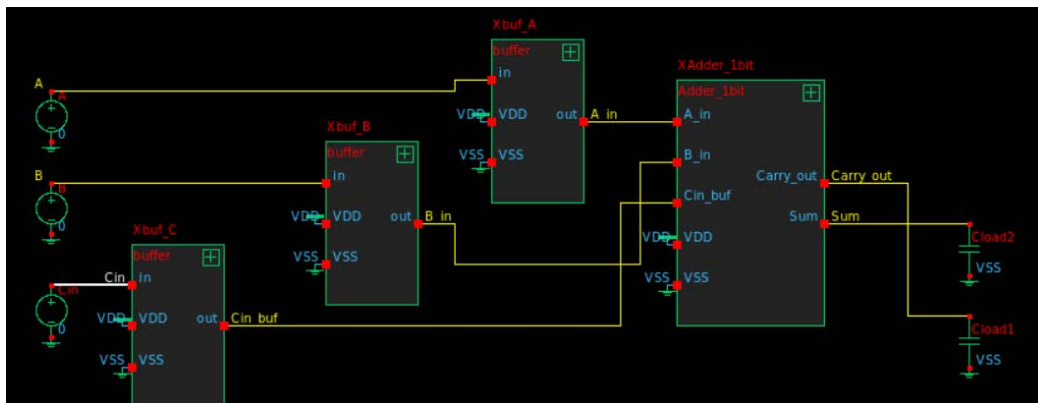 Xbuf_A
buffer
in
VDD VDD
out
VSS VSS
A_in
XAdder_1bit
Adder_1bit
A_in
B_in
Cin_buf
VDD VDD
VSS VSS
Carry_out
Sum
Carry_out
Sum
A
A
0
Xbuf_B
buffer
in
VDD VDD
out
VSS VSS
B_in
B
B
0
Xbuf_C
buffer
Cin
in
Cin
0
VDD VDD
out
VSS VSS
Cin_buf
Cload2
VSS
Cload1
VSS